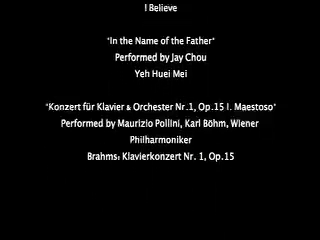 I Believe
"In the Name of the Father"
Performed by Jay Chou
Yeh Huei Mei
"Konzert für Klavier & Orchester Nr.1, Op.15 I. Maestoso"
Performed by Maurizio Pollini, Karl Böhm, Wiener
Philharmoniker
Brahms: Klavierkonzert Nr. 1, Op.15